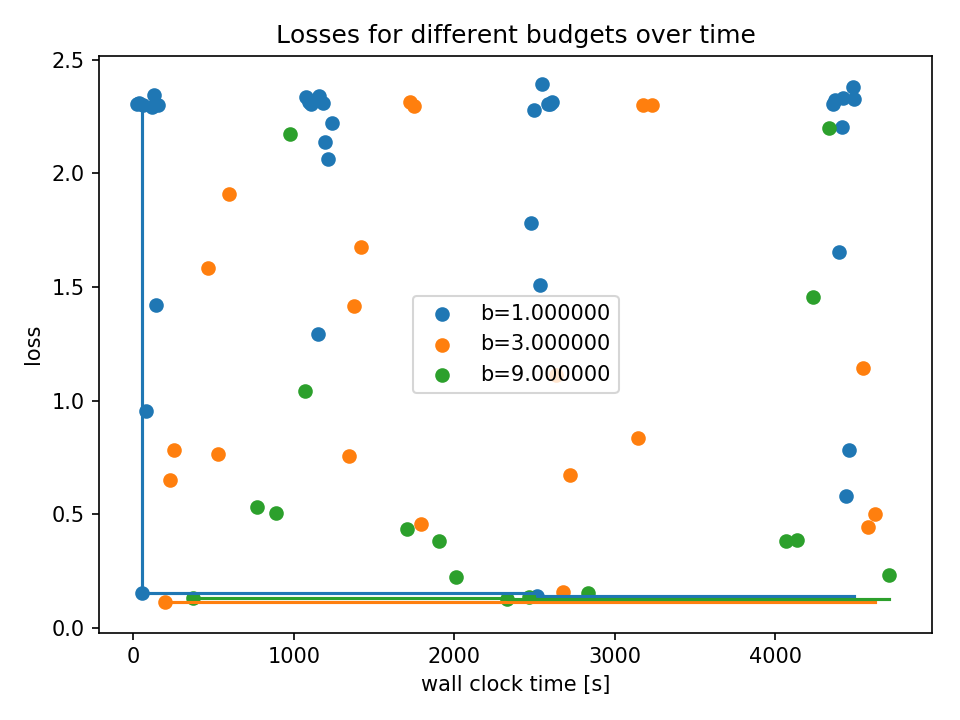 Losses for different budgets over time
2.5
2.0
1.5
1.0
0.5
0.0
loss
b=1.000000
b=3.000000
b=9.000000
0 1000 2000 3000 4000
wall clock time [s]